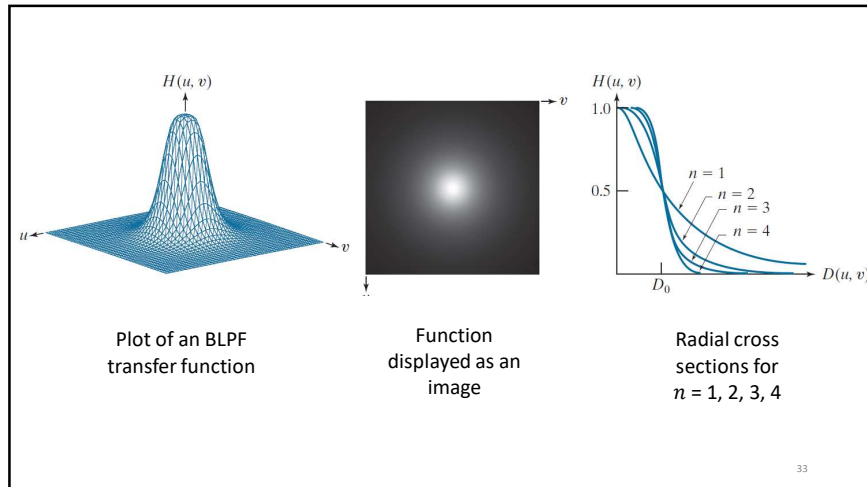 H(u, v)
u
v
Plot of an BLPF
transfer function
v
Function
displayed as an
image
H(u, v)
1.0
0.5
n = 1
n = 2
n = 3
n = 4
D₀
D(u, v)
Radial cross
sections for
n = 1, 2, 3, 4
33